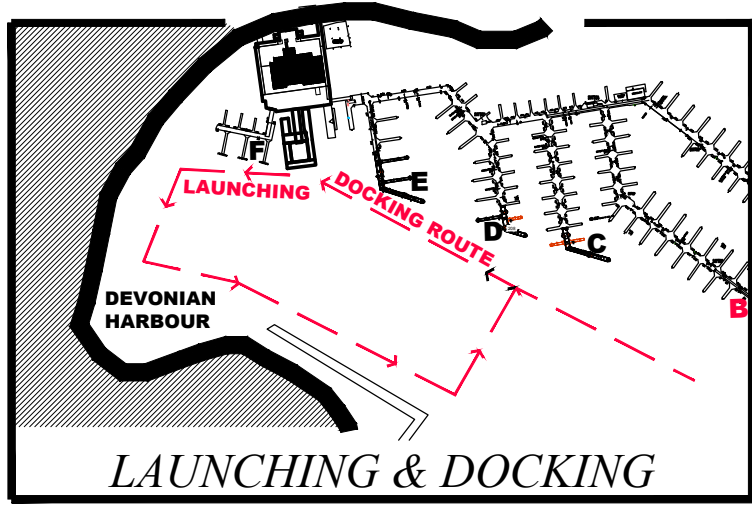 F
E
LAUNCHING
DOCKING ROUTE
D
C
DEVONIAN
HARBOUR
B
LAUNCHING & DOCKING